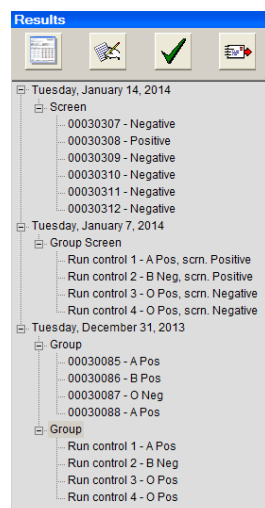 Results
Tuesday, January 14, 2014
Screen
00030307 - Negative
00030308 - Positive
00030309 - Negative
00030310 - Negative
00030311 - Negative
00030312 - Negative
Tuesday, January 7, 2014
Group Screen
Run control 1 - A Pos, scrn. Positive
Run control 2 - B Neg, scrn. Positive
Run control 3 - O Pos, scrn. Negative
Run control 4 - O Pos, scrn. Negative
Tuesday, December 31, 2013
Group
00030085 - A Pos
00030086 - B Pos
00030087 - O Neg
00030088 - A Pos
Group
Run control 1 - A Pos
Run control 2 - B Neg
Run control 3 - O Pos
Run control 4 - O Pos